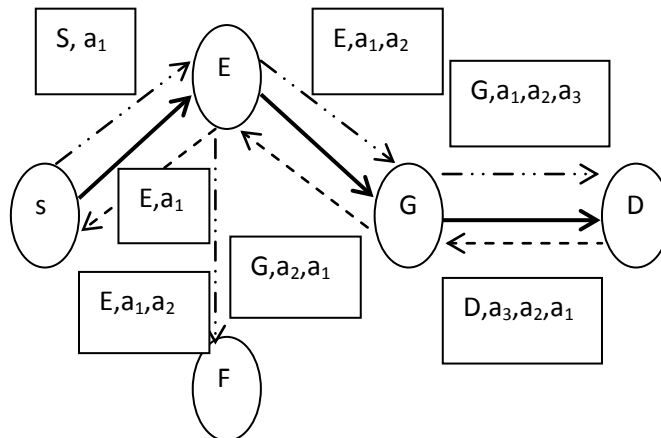 S, a₁
E
E,a₁,a₂
G,a₁,a₂,a₃
s
E,a₁
G
D
E,a₁,a₂
G,a₂,a₁
D,a₃,a₂,a₁
F